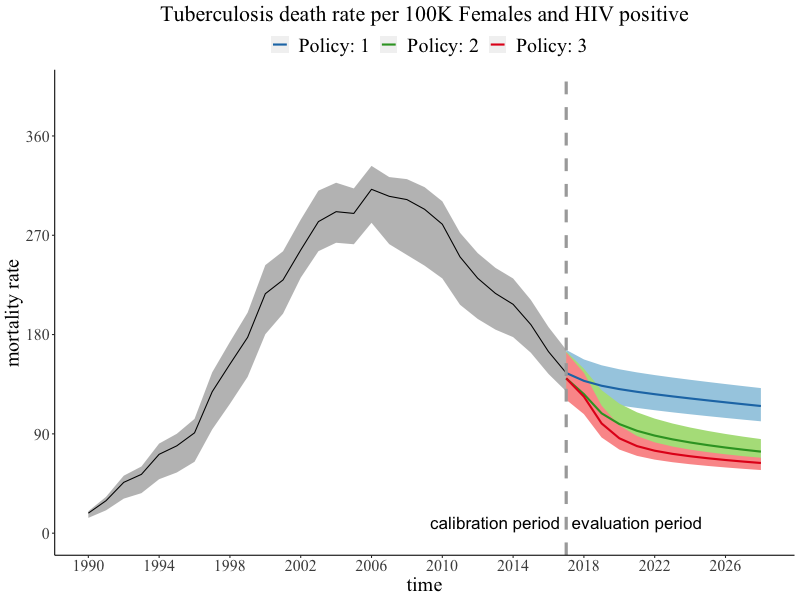 Tuberculosis death rate per 100K Females and HIV positive
Policy: 1 Policy: 2 Policy: 3
mortality rate
360
270
180
90
0
calibration period evaluation period
1990 1994 1998 2002 2006 2010 2014 2018 2022 2026
time